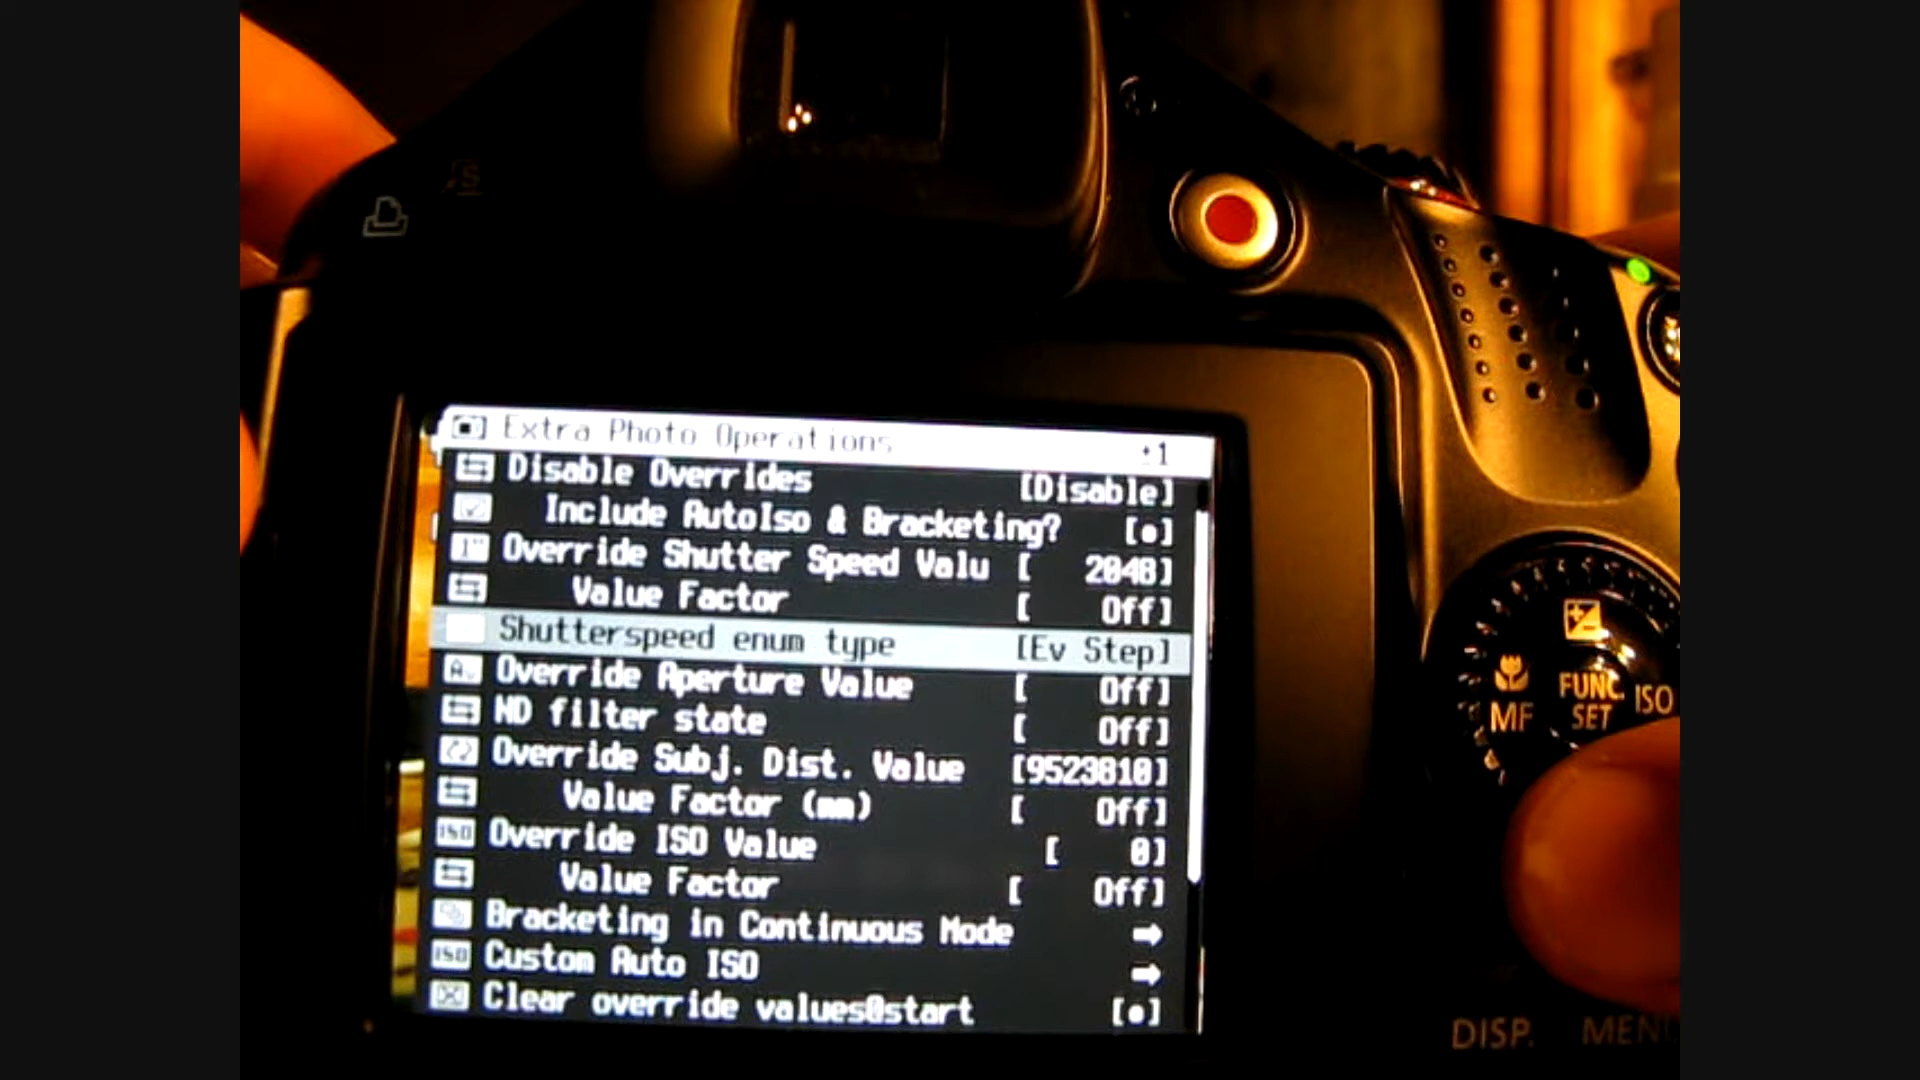 S
Extra Photo Operations ±1
Disable Overrides [Disable]
Include AutoIso & Bracketing? [•]
Override Shutter Speed Valu [ 2048]
Value Factor [ Off]
Shutterspeed enum type [Ev Step]
Override Aperture Value [ Off]
ND filter state [ Off]
Override Subj. Dist. Value [9523810]
Value Factor (mm) [ Off]
Override ISO Value [ 0]
Value Factor [ Off]
Bracketing in Continuous Mode →
Custom Auto ISO →
Clear override values@start [•]
MF
FUNC.
SET
ISO
DISP. MENU